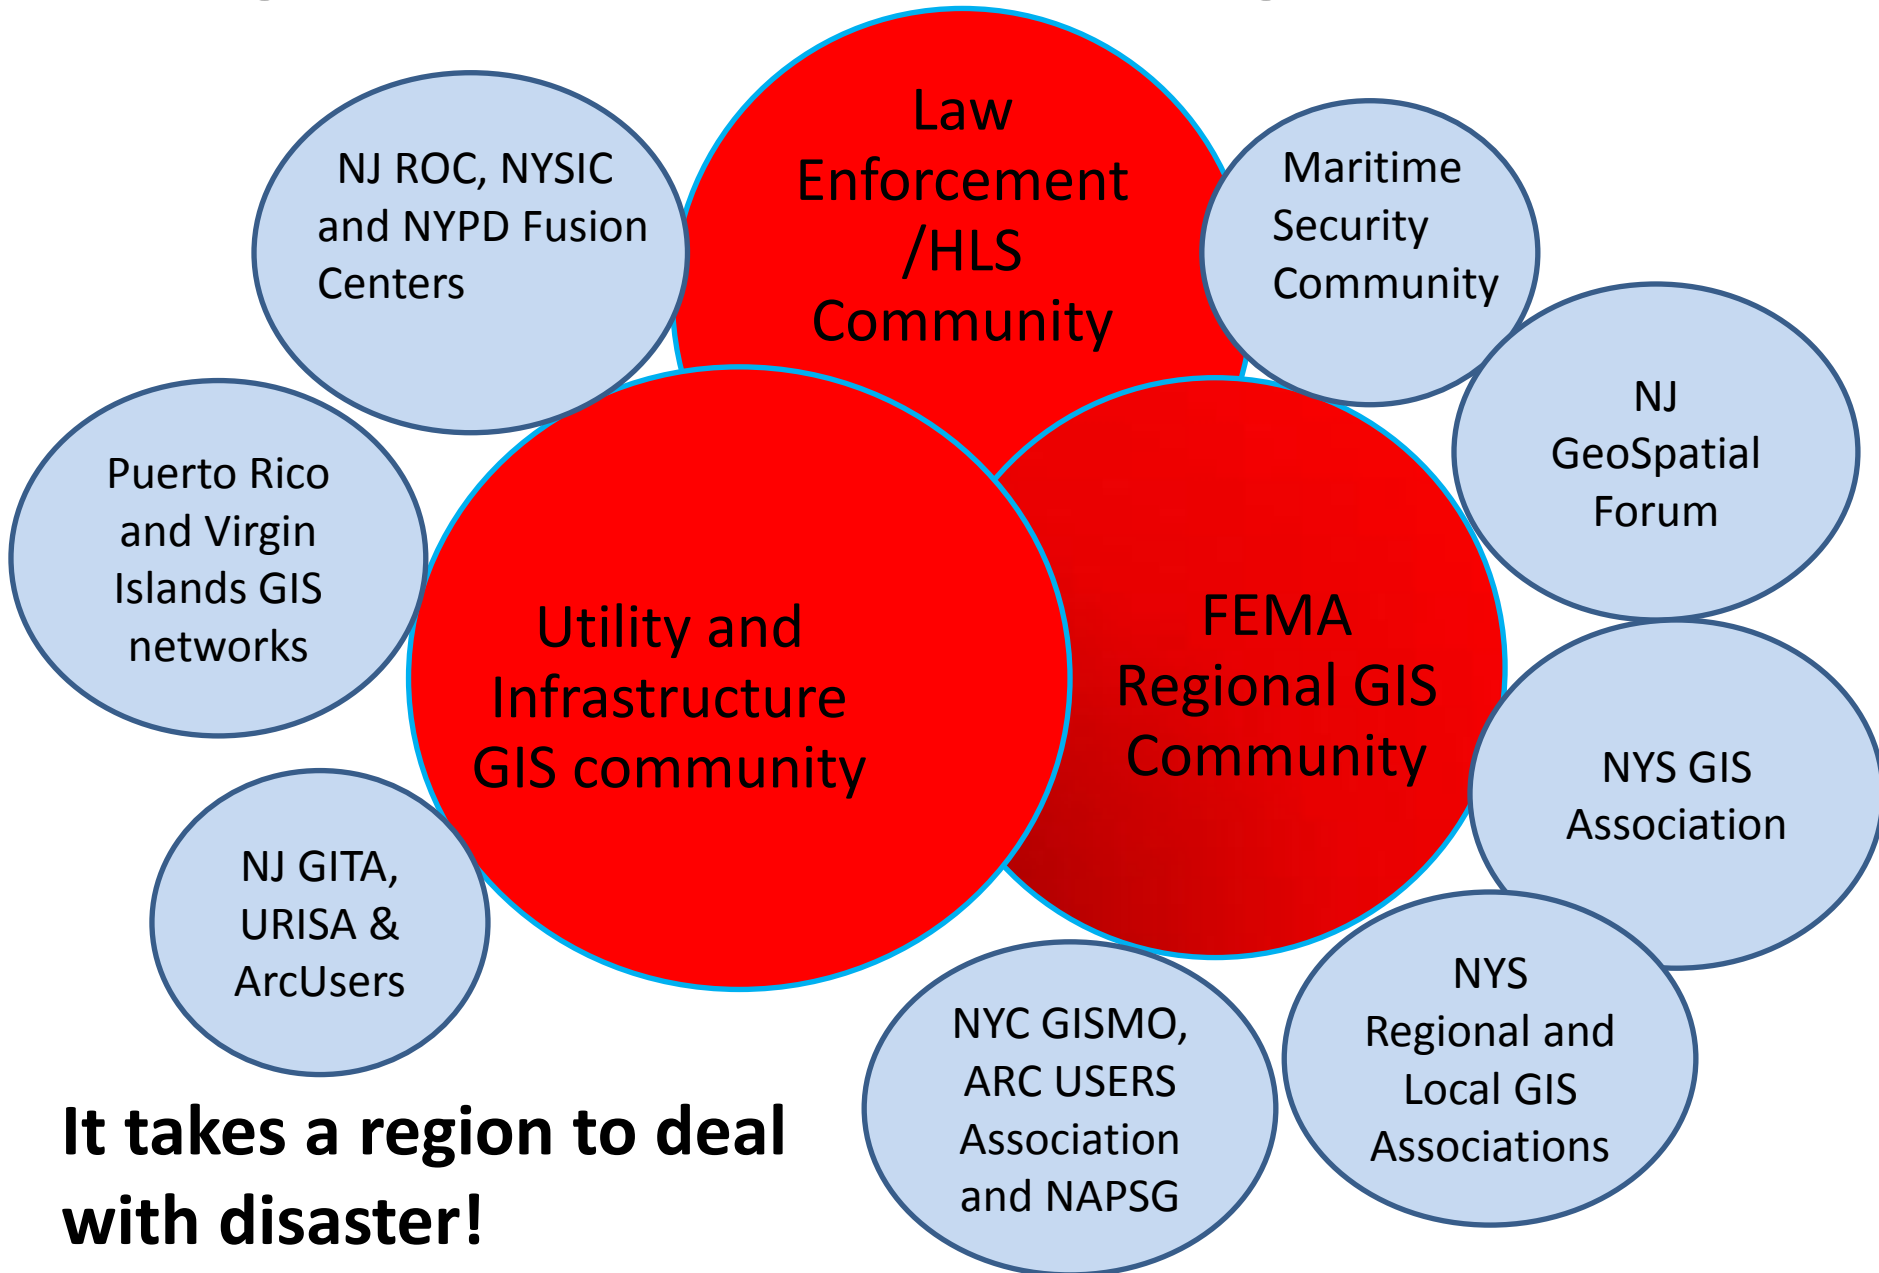 Law
Enforcement
/HLS
Community
NJ ROC, NYSIC
and NYPD Fusion
Centers
Maritime
Security
Community
NJ
GeoSpatial
Forum
Puerto Rico
and Virgin
Islands GIS
networks
Utility and
Infrastructure
GIS community
FEMA
Regional GIS
Community
NYS GIS
Association
NJ GITA,
URISA &
ArcUsers
NYS
Regional and
Local GIS
Associations
NYC GISMO,
ARC USERS
Association
and NAPSG
It takes a region to deal
with disaster!